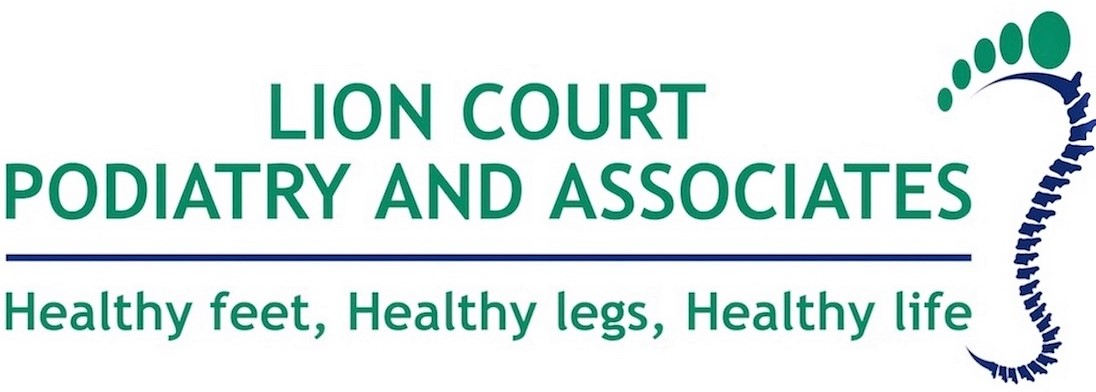 LION COURT
PODIATRY AND ASSOCIATES
Healthy feet, Healthy legs, Healthy life